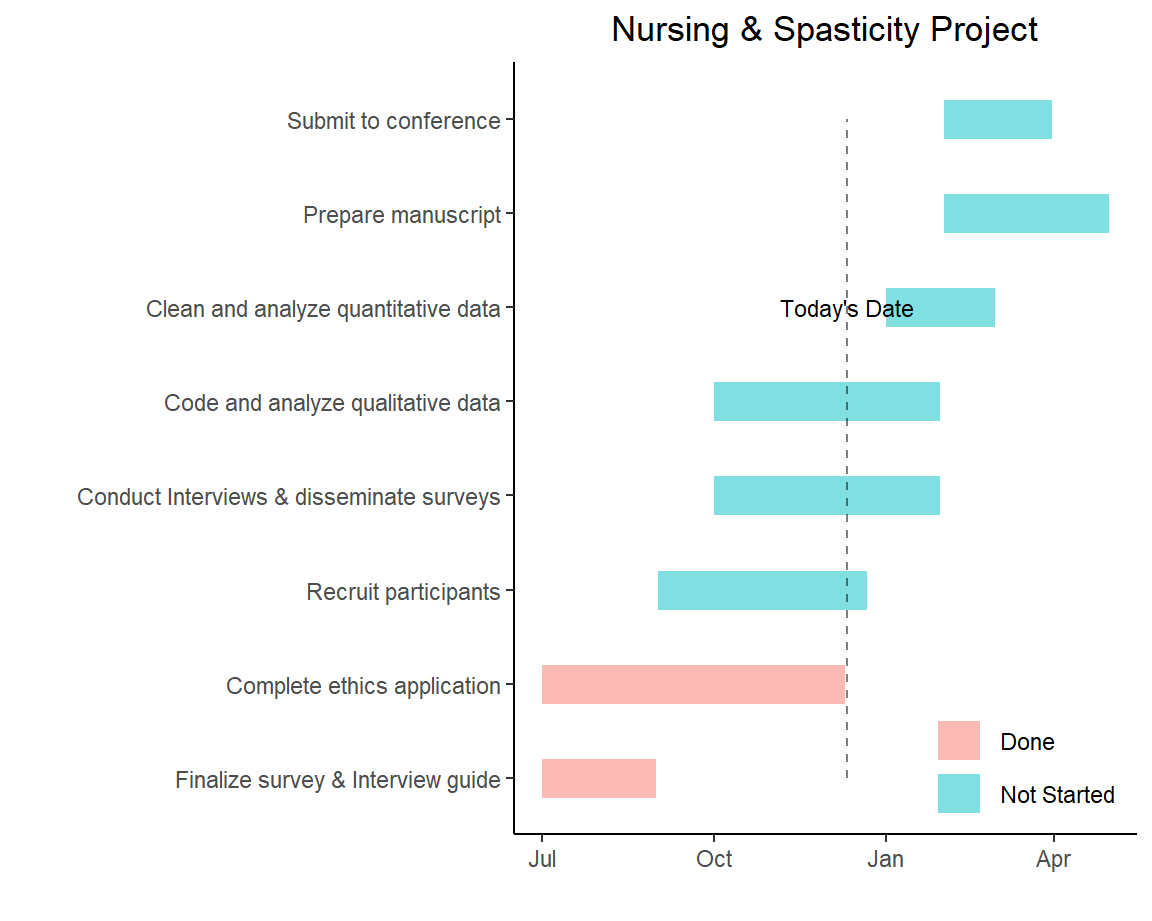 Nursing & Spasticity Project
Submit to conference
Prepare manuscript
Clean and analyze quantitative data
Today's Date
Code and analyze qualitative data
Conduct Interviews & disseminate surveys
Recruit participants
Complete ethics application
Finalize survey & Interview guide
Done
Not Started
Jul Oct Jan Apr